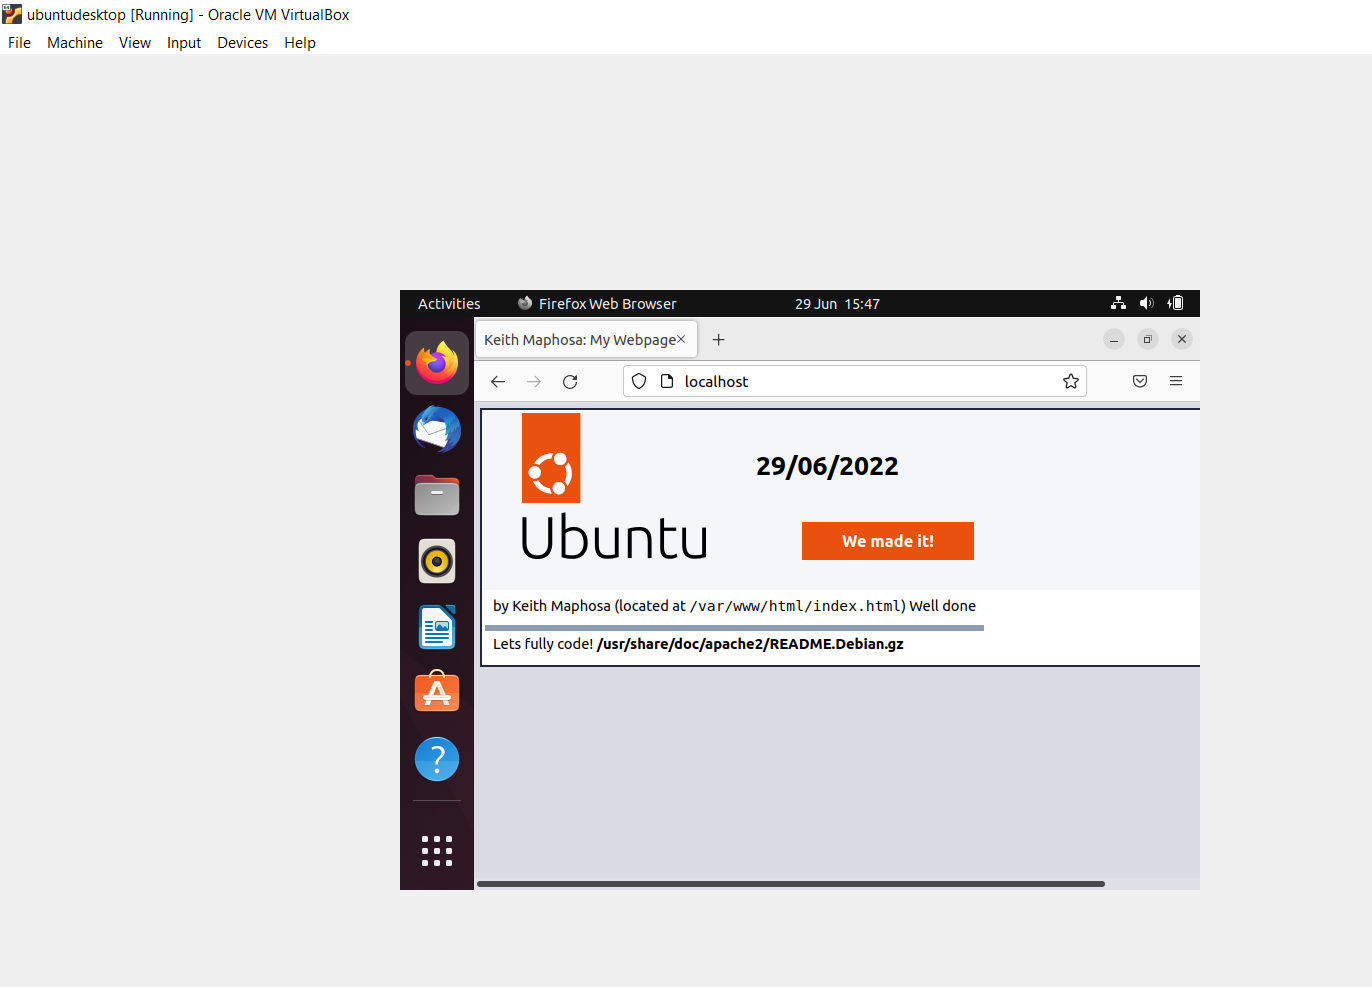 ubuntudesktop [Running] - Oracle VM VirtualBox
File Machine View Input Devices Help
Activities Firefox Web Browser 29 Jun 15:47
Keith Maphosa: My Webpage
localhost
29/06/2022
Ubuntu
We made it!
by Keith Maphosa (located at /var/www/html/index.html) Well done
Lets fully code! /usr/share/doc/apache2/README.Debian.gz